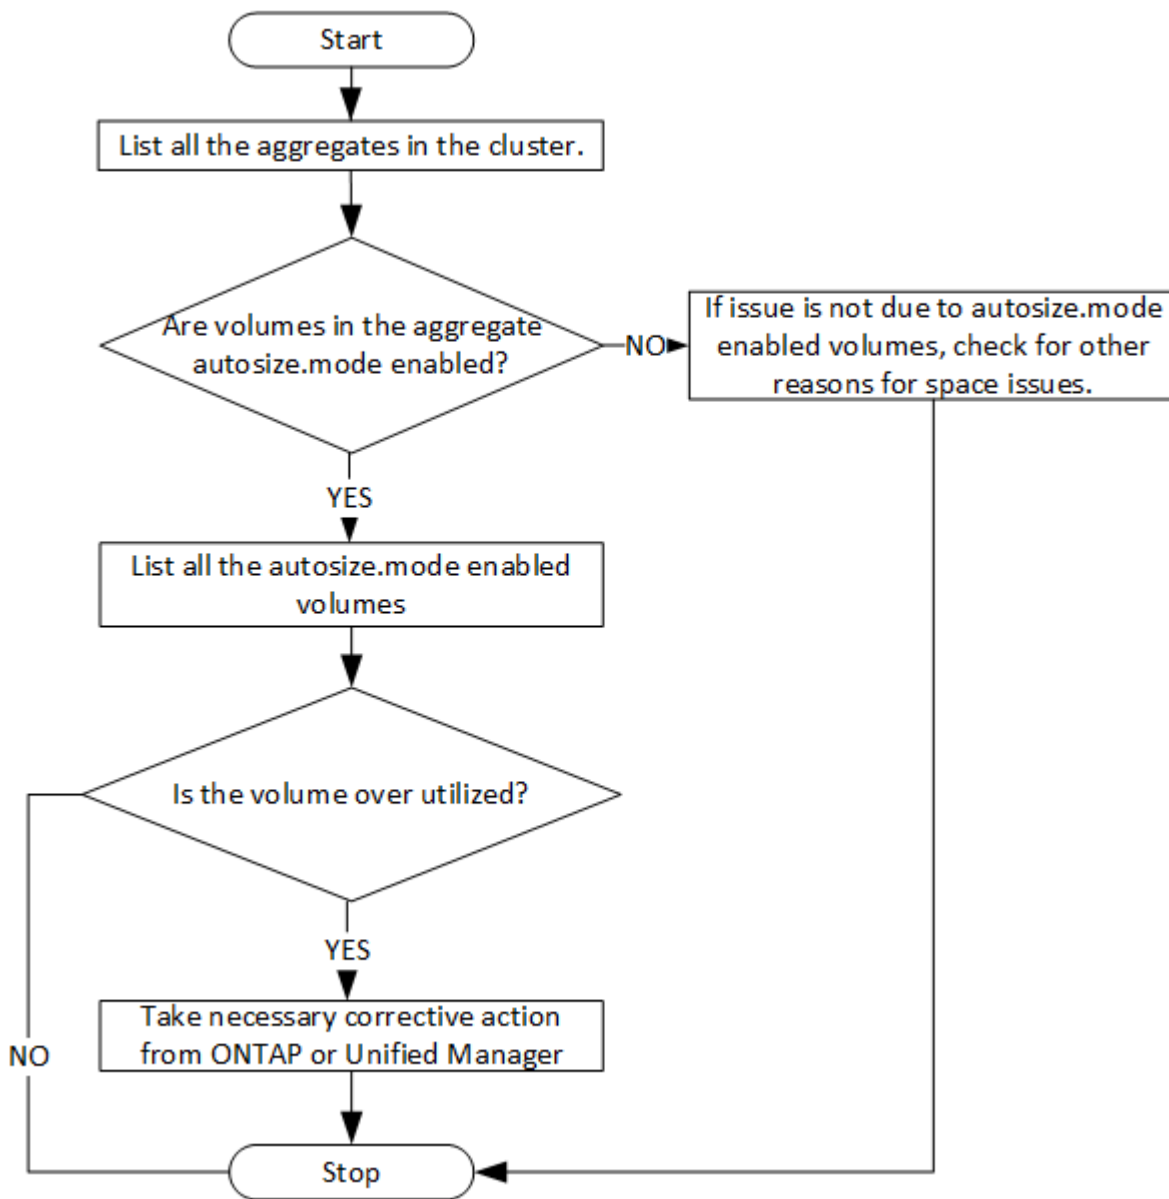 Start
List all the aggregates in the cluster.
Are volumes in the aggregate
autosize.mode enabled?
NO
If issue is not due to autosize.mode
enabled volumes, check for other
reasons for space issues.
YES
List all the autosize.mode enabled
volumes
Is the volume over utilized?
YES
Take necessary corrective action
from ONTAP or Unified Manager
NO
Stop